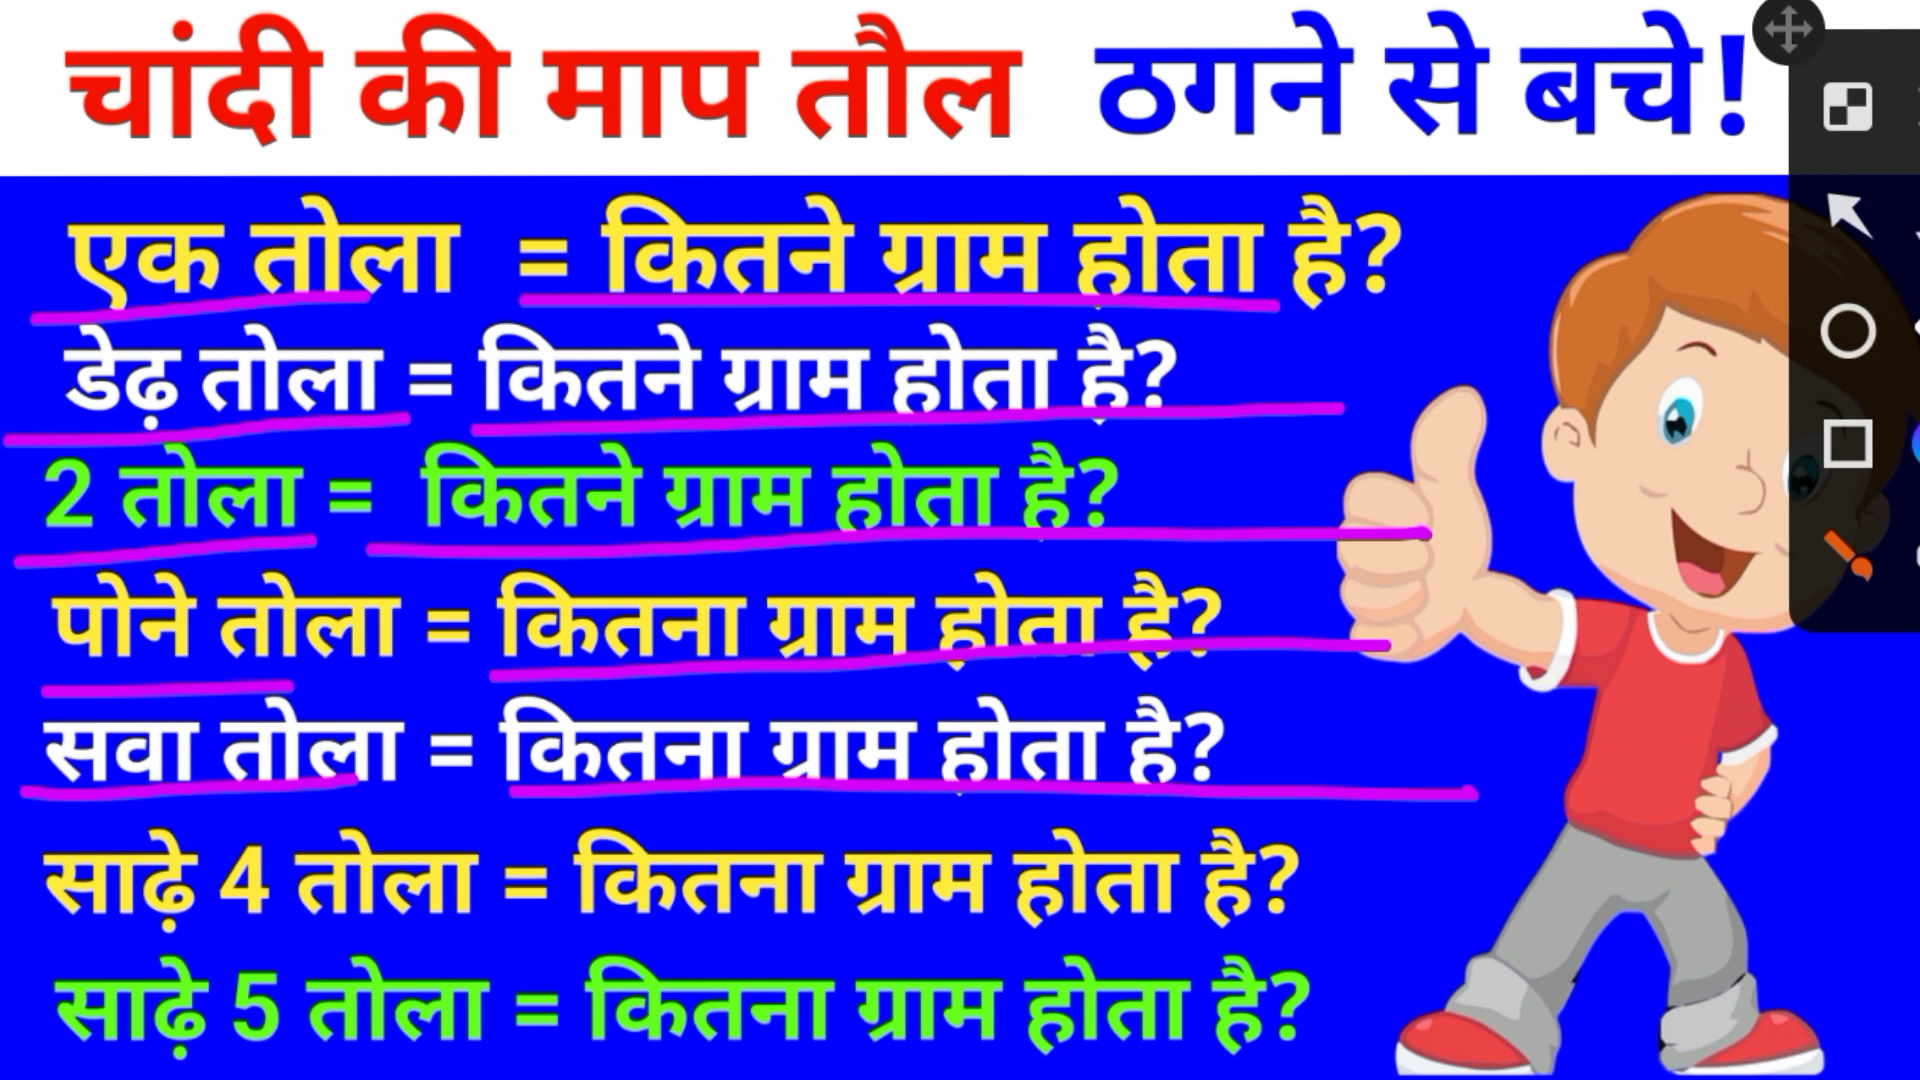 चांदी की माप तौल ठगने से बचे!
एक तोला = कितने ग्राम होता है?
डेढ़ तोला = कितने ग्राम होता है?
2 तोला = कितने ग्राम होता है?
पोने तोला = कितना ग्राम होता है?
सवा तोला = कितना ग्राम होता है?
साढ़े 4 तोला = कितना ग्राम होता है?
साढ़े 5 तोला = कितना ग्राम होता है?